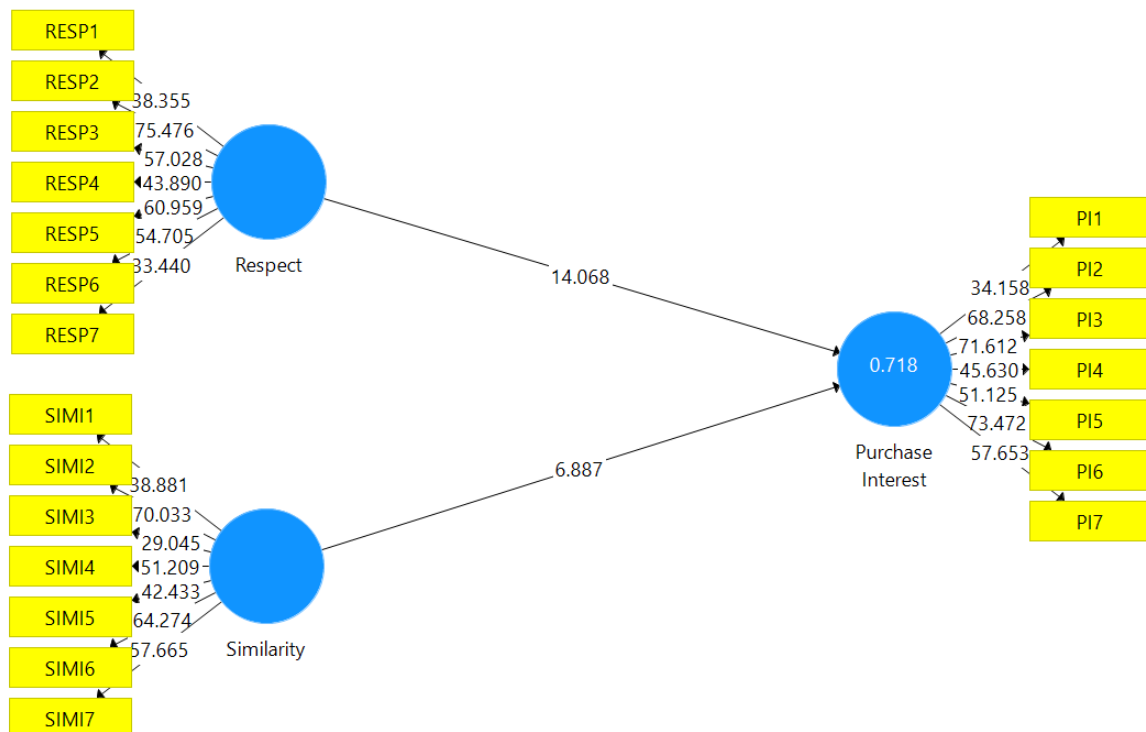 RESP1
RESP2
RESP3
RESP4
RESP5
RESP6
RESP7
38.355
75.476
57.028
43.890
60.959
54.705
33.440
Respect
14.068
SIMI1
SIMI2
SIMI3
SIMI4
SIMI5
SIMI6
SIMI7
38.881
70.033
29.045
51.209
42.433
64.274
57.665
Similarity
6.887
0.718
Purchase
Interest
34.158
68.258
71.612
45.630
51.125
73.472
57.653
PI1
PI2
PI3
PI4
PI5
PI6
PI7